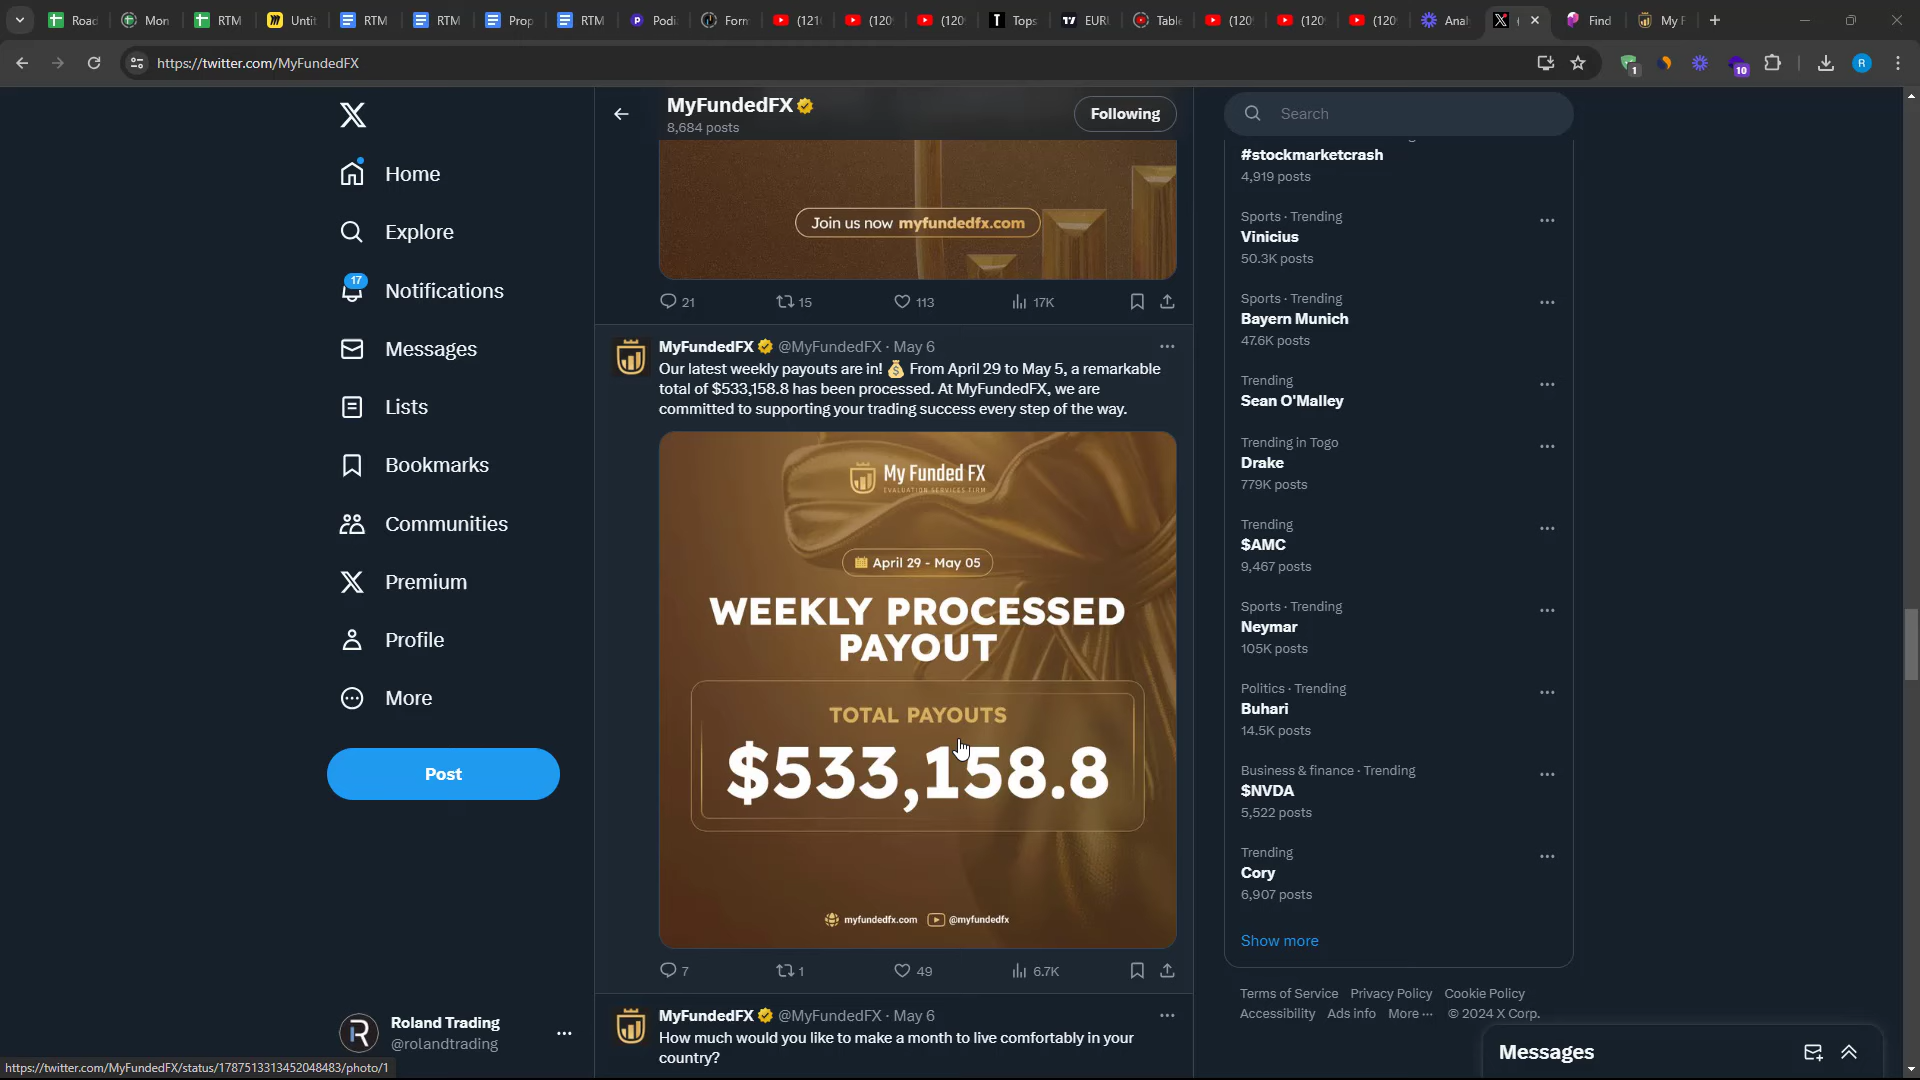 Road
Mon
RTM
Unti
RTM
RTM
Prop
RTM
Podi
Form
(121
(120
(120
Tops
EUR
Table
(120
(120
(120
Anal
(
Find
My F
https://twitter.com/MyFundedFX
1
10
R
Home
Explore
17
Notifications
Messages
Lists
Bookmarks
Communities
Premium
Profile
More
Post
Roland Trading
@rolandtrading
https://twitter.com/MyFundedFX/status/1787513313452048483/photo/1
MyFundedFX
8,684 posts
Following
Join us now myfundedfx.com
21 15 113 17K
MyFundedFX @MyFundedFX · May 6
Our latest weekly payouts are in! 💰 From April 29 to May 5, a remarkable
total of $533,158.8 has been processed. At MyFundedFX, we are
committed to supporting your trading success every step of the way.
My Funded FX
EVALUATION SERVICES FIRM
April 29 - May 05
WEEKLY PROCESSED
PAYOUT
TOTAL PAYOUTS
$533,158.8
myfundedfx.com @myfundedfx
7 1 49 6.7K
MyFundedFX @MyFundedFX · May 6
How much would you like to make a month to live comfortably in your
country?
Search
#stockmarketcrash
4,919 posts
Sports · Trending
Vinicius
50.3K posts
Sports · Trending
Bayern Munich
47.6K posts
Trending
Sean O'Malley
Trending in Togo
Drake
779K posts
Trending
$AMC
9,467 posts
Sports · Trending
Neymar
105K posts
Politics · Trending
Buhari
14.5K posts
Business & finance · Trending
$NVDA
5,522 posts
Trending
Cory
6,907 posts
Show more
Terms of Service Privacy Policy Cookie Policy
Accessibility Ads info More ··· © 2024 X Corp.
Messages